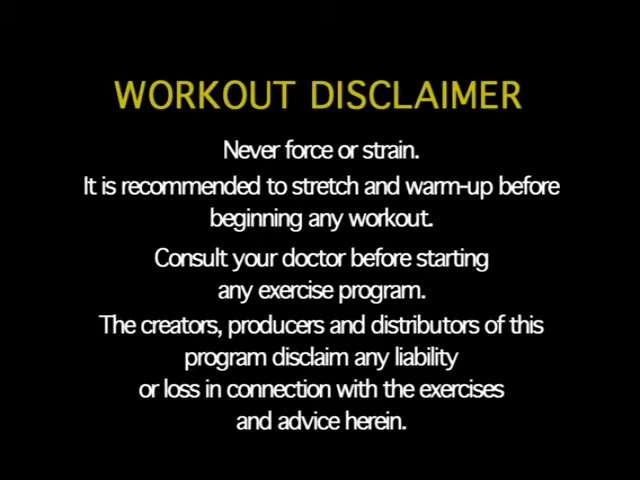 WORKOUT DISCLAIMER
Never force or strain.
It is recommended to stretch and warm-up before
beginning any workout.
Consult your doctor before starting
any exercise program.
The creators, producers and distributors of this
program disclaim any liability
or loss in connection with the exercises
and advice herein.